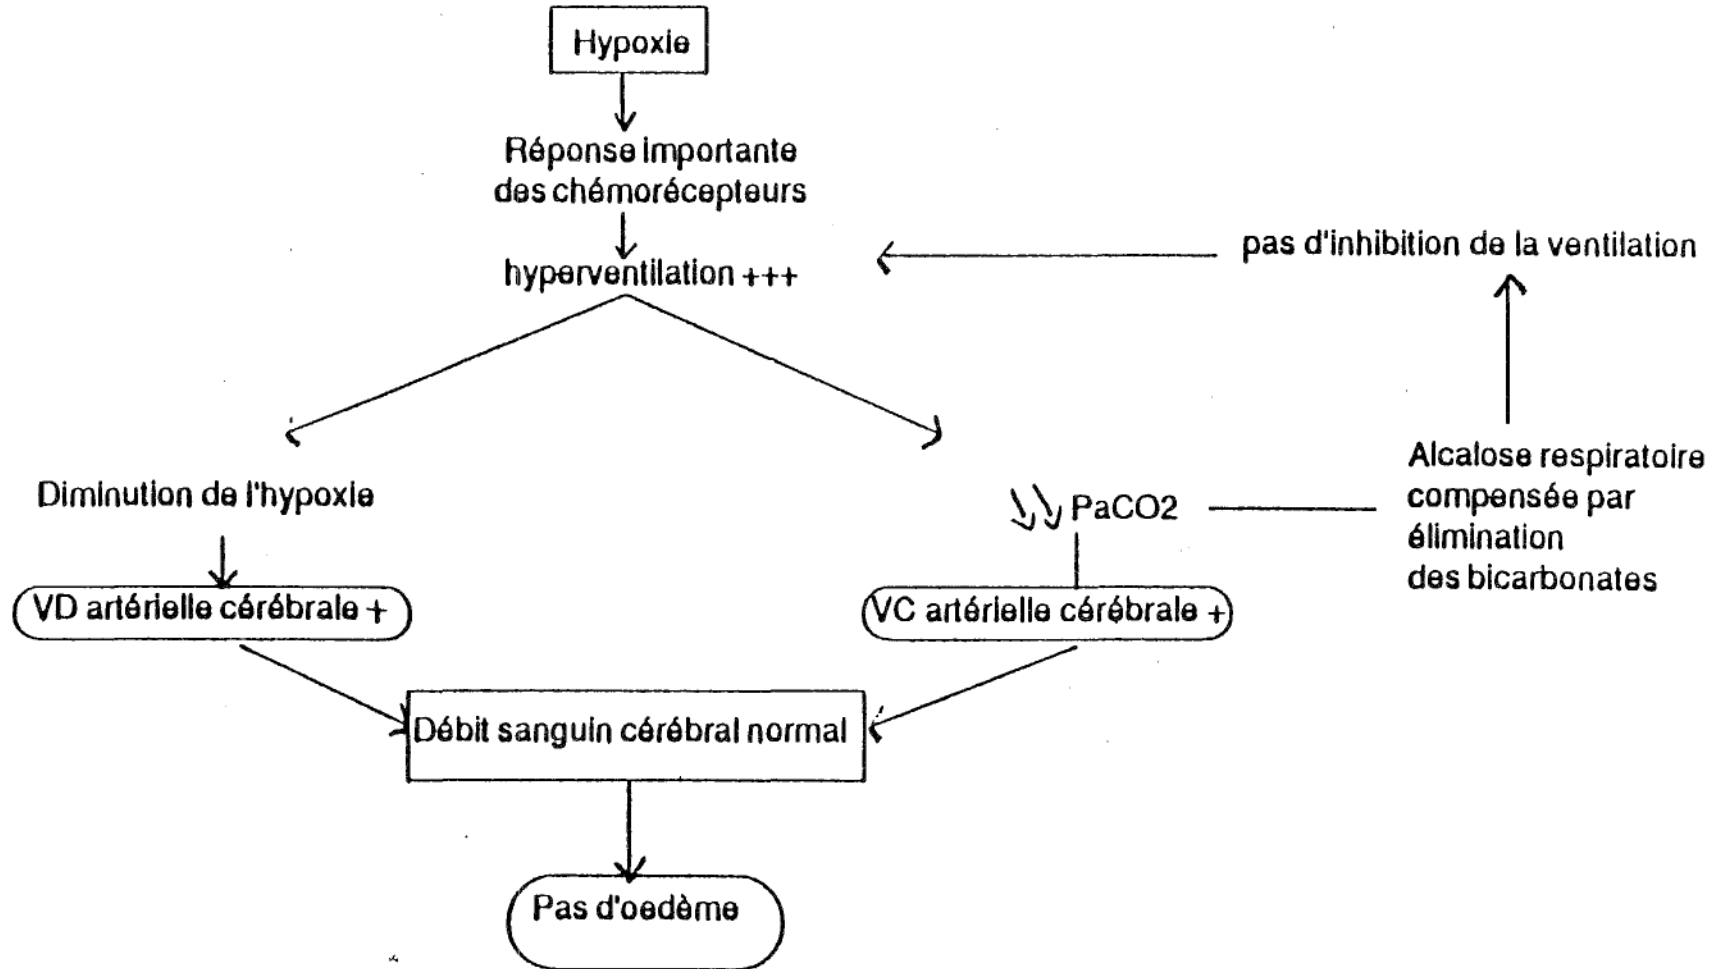 Hypoxie
Réponse importante
des chémorécepteurs
hyperventilation +++
pas d'inhibition de la ventilation
Diminution de l'hypoxie
PaCO2
Alcalose respiratoire
compensée par
élimination
des bicarbonates
VD artérielle cérébrale +
VC artérielle cérébrale +
Débit sanguin cérébral normal
Pas d'oedème